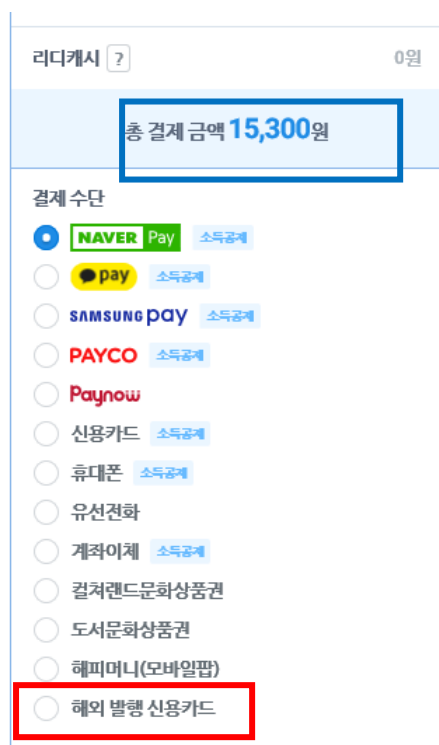 리디캐시 ? 0원
총 결제 금액 15,300원
결제 수단
NAVER Pay 소득공제
pay 소득공제
SAMSUNG pay 소득공제
PAYCO 소득공제
Paynow
신용카드 소득공제
휴대폰 소득공제
유선전화
계좌이체 소득공제
컬쳐랜드문화상품권
도서문화상품권
해피머니(모바일팝)
해외 발행 신용카드